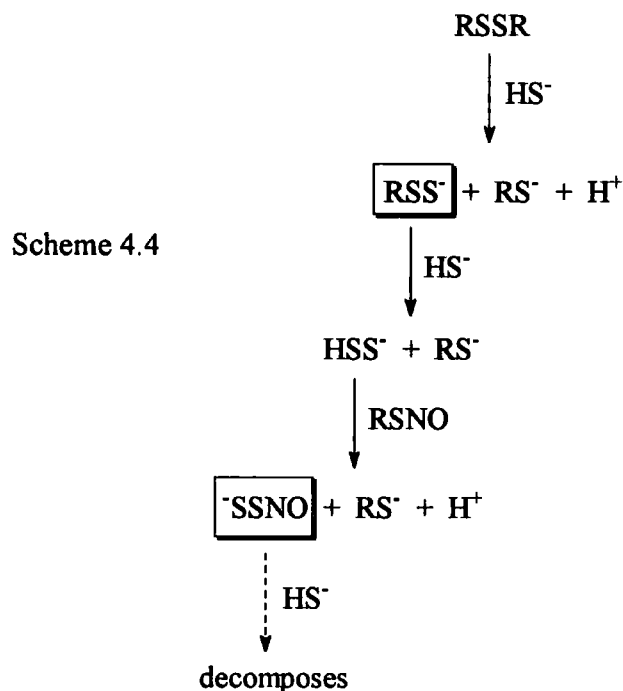 RSSR
HS⁻
RSS⁻ + RS⁻ + H⁺
Scheme 4.4
HS⁻
HSS⁻ + RS⁻
RSNO
⁻SSNO + RS⁻ + H⁺
HS⁻
decomposes